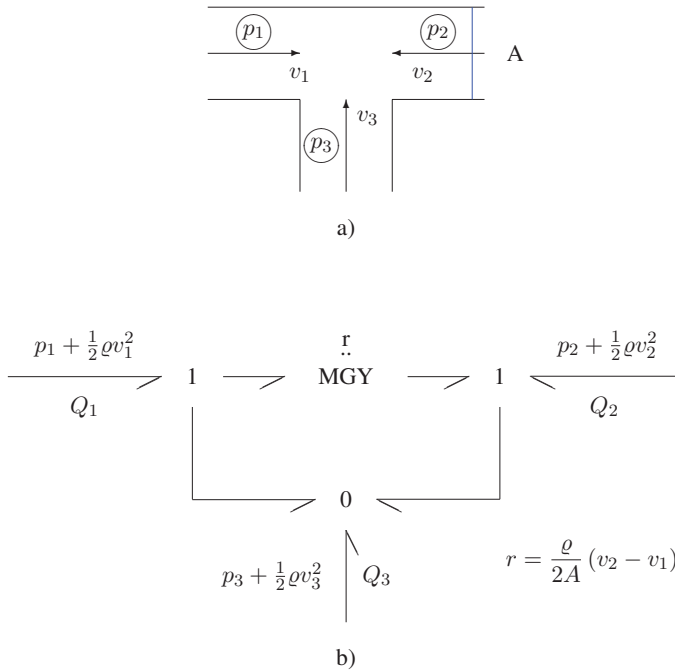 p₁ p₂ A
v₁ v₂
v₃
p₃
a)
p₁ + ½ϱv₁² r p₂ + ½ϱv₂²
1 MGY 1
Q₁ Q₂
0
p₃ + ½ϱv₃² Q₃ r = ϱ/2A (v₂ − v₁)
b)